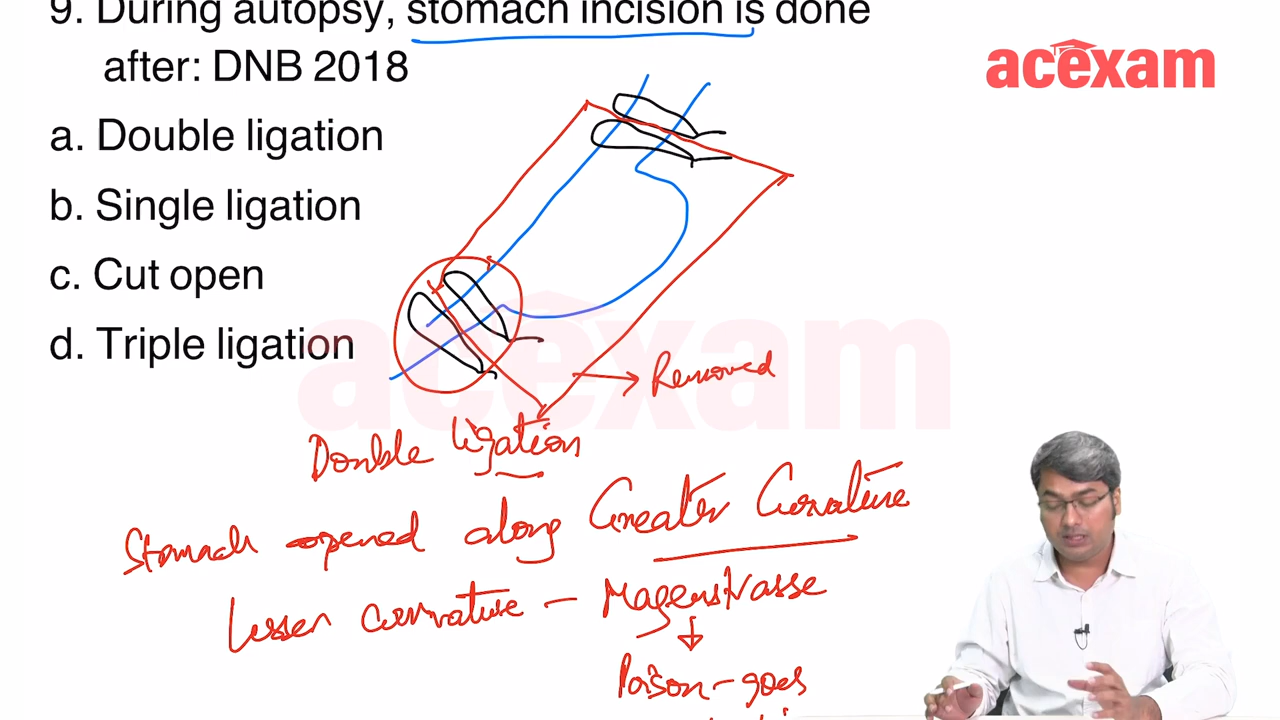 9. During autopsy, stomach incision is done
after: DNB 2018
acexam
a. Double ligation
b. Single ligation
c. Cut open
d. Triple ligation
acexam
Removed
Double ligation
Stomach opened along Greater Curvature
Lesser curvature – Magenstrasse
Poison – goes